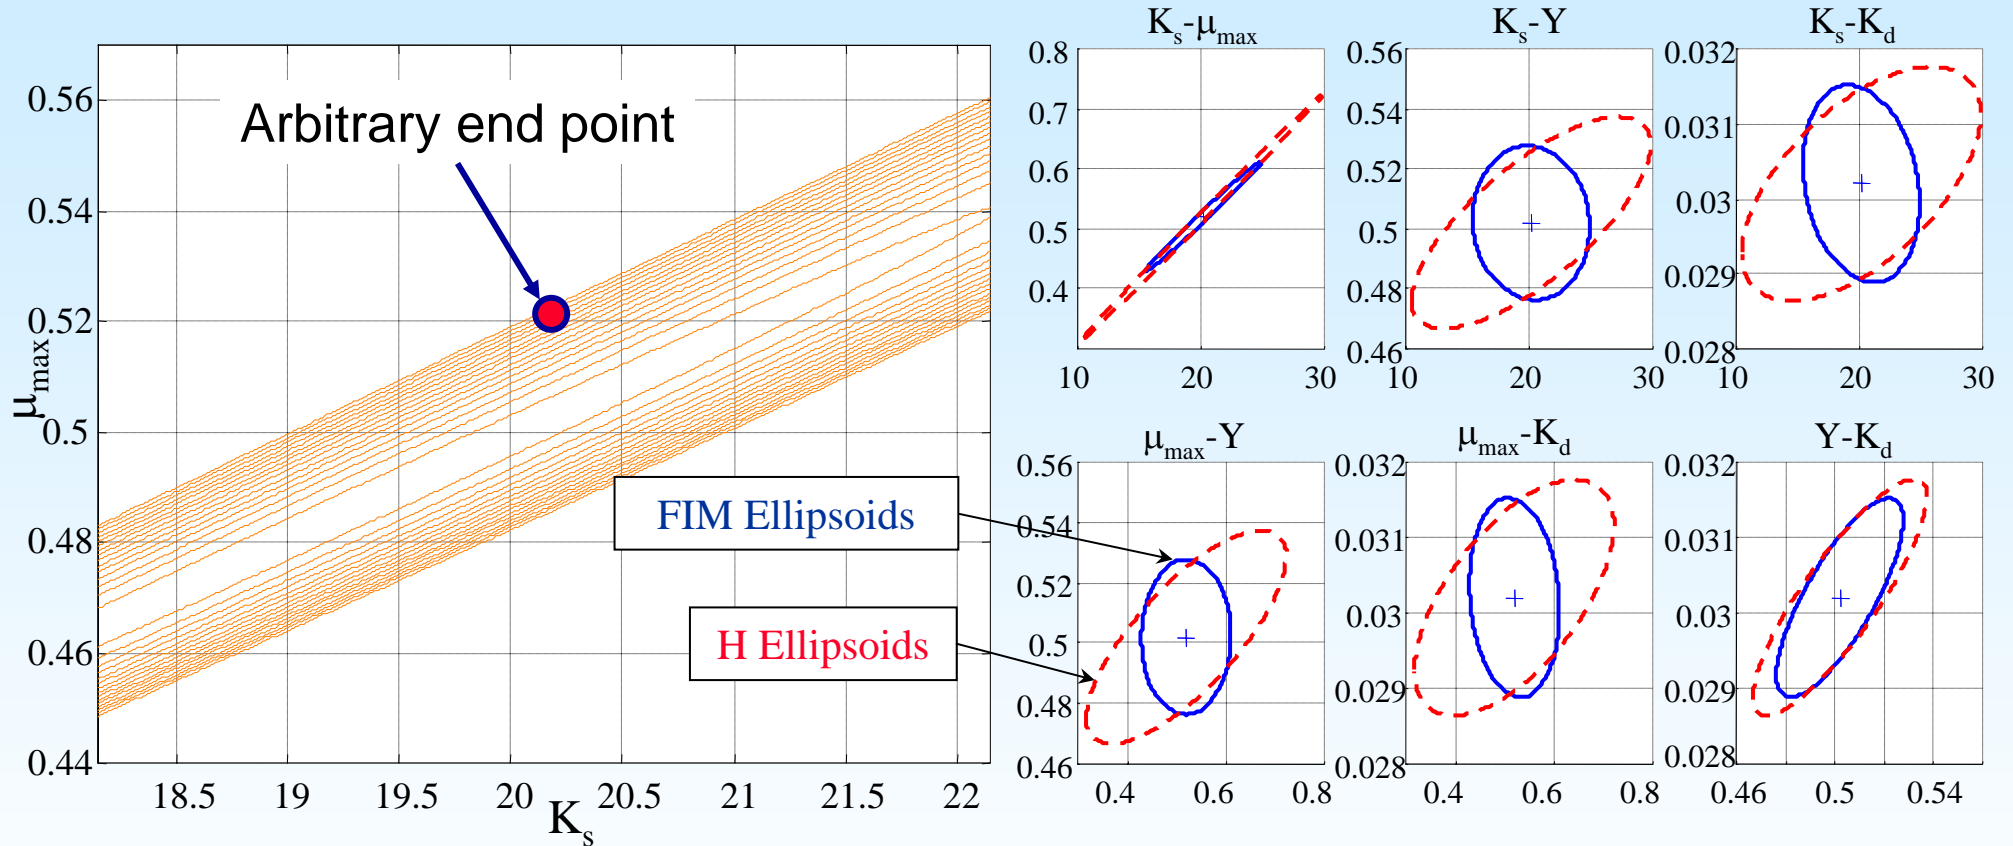 Arbitrary end point
0.56
0.54
0.52
0.5
0.48
0.46
0.44
μmax
18.5 19 19.5 20 20.5 21 21.5 22
Ks
FIM Ellipsoids
H Ellipsoids
Ks-μmax
0.8
0.7
0.6
0.5
0.4
10 20 30
Ks-Y
0.56
0.54
0.52
0.5
0.48
0.46
10 20 30
Ks-Kd
0.032
0.031
0.03
0.029
0.028
10 20 30
μmax-Y
0.56
0.54
0.52
0.5
0.48
0.46
0.4 0.6 0.8
μmax-Kd
0.032
0.031
0.03
0.029
0.028
0.4 0.6 0.8
Y-Kd
0.032
0.031
0.03
0.029
0.028
0.46 0.5 0.54